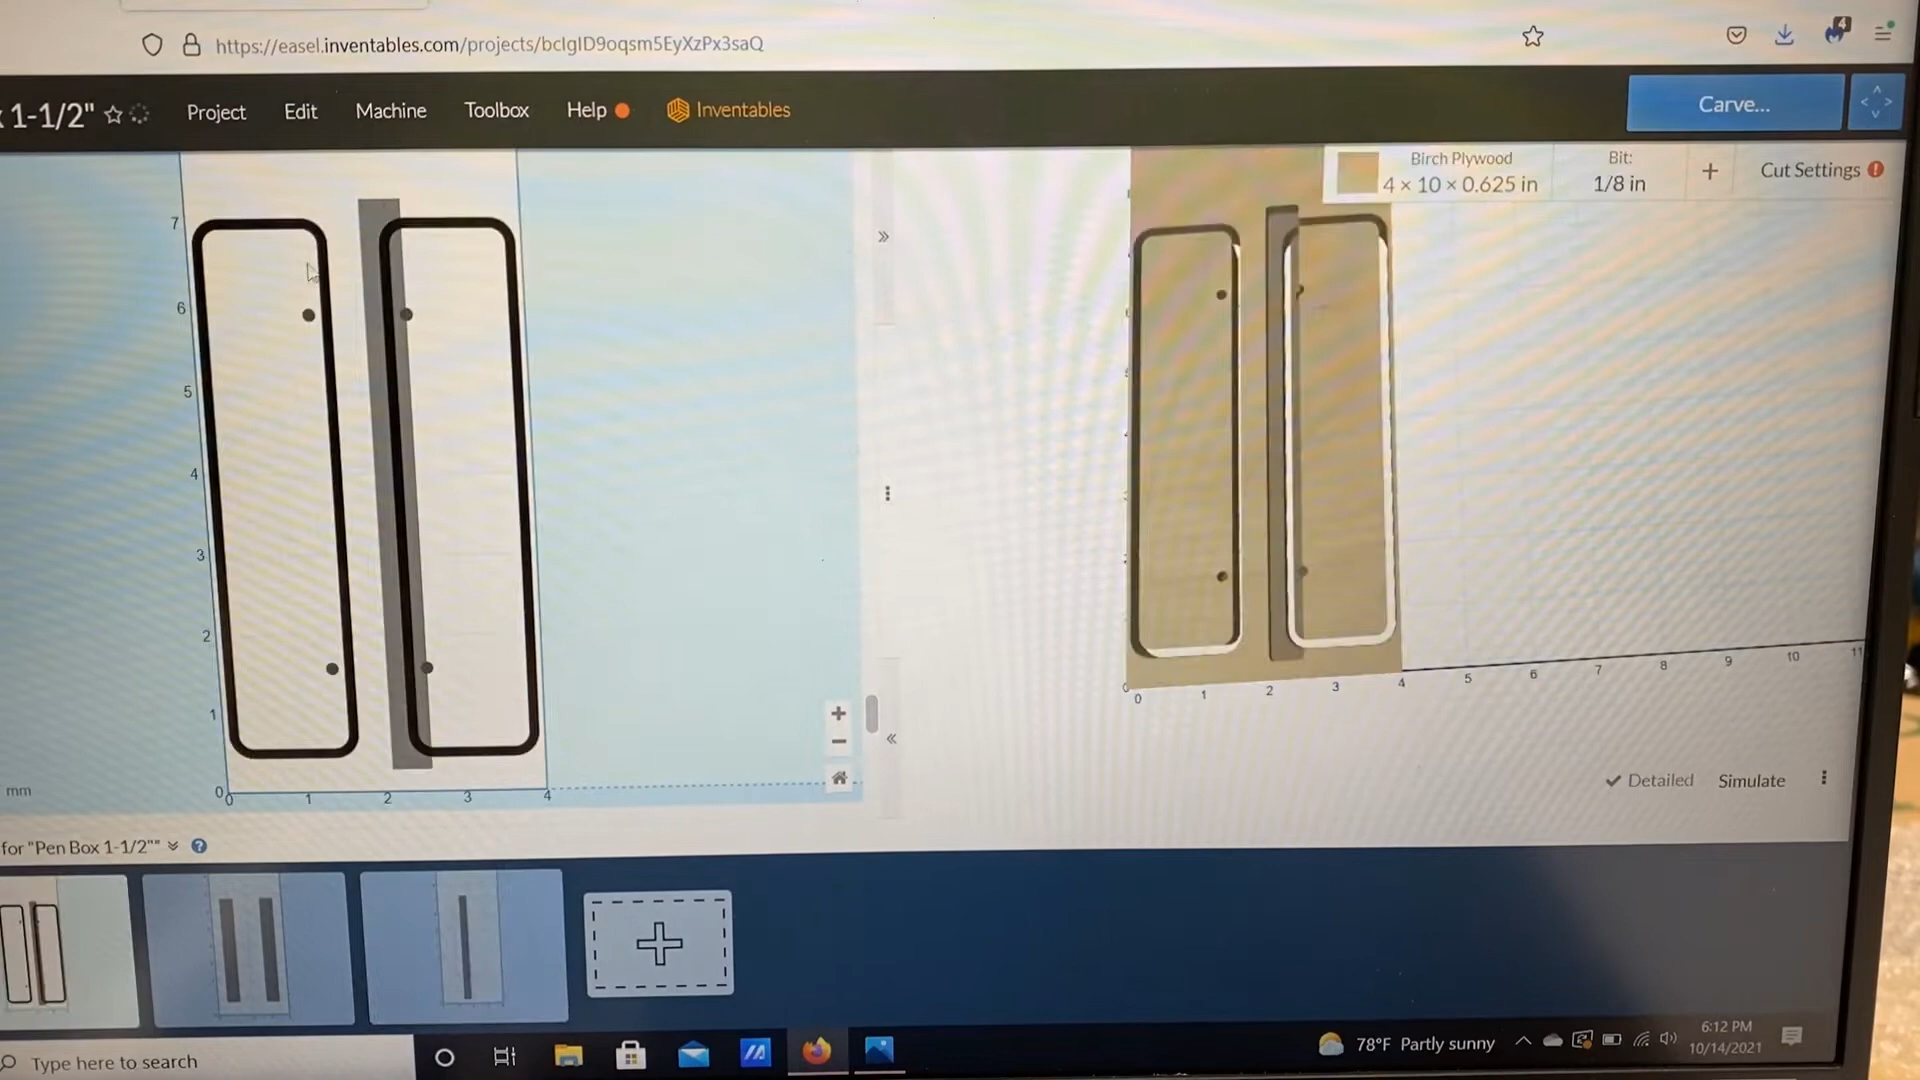 https://easel.inventables.com/projects/bclglD9oqsm5EyXzPx3saQ
4
1-1/2"
Project
Edit
Machine
Toolbox
Help
Inventables
Carve...
Birch Plywood
4 × 10 × 0.625 in
Bit:
1/8 in
+
Cut Settings
7
6
5
4
3
2
1
0
0
1
2
3
4
mm
0
0
1
2
3
4
5
6
7
8
9
10
11
Detailed
Simulate
for "Pen Box 1-1/2""
Type here to search
78°F Partly sunny
6:12 PM
10/14/2021